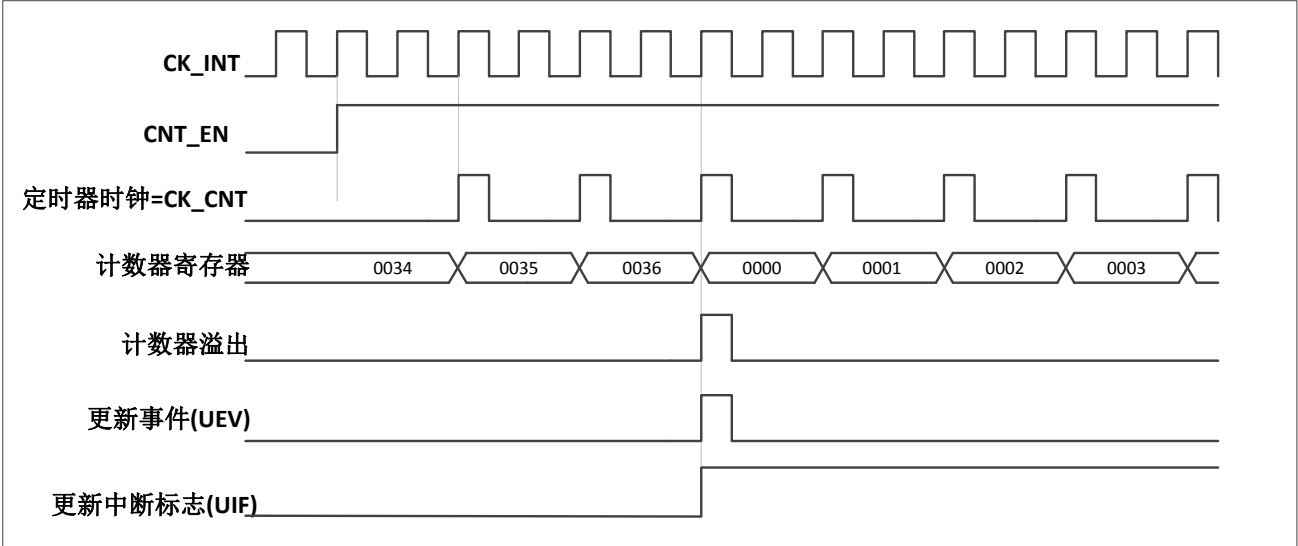 CK_INT
CNT_EN
定时器时钟=CK_CNT
计数器寄存器 0034 0035 0036 0000 0001 0002 0003
计数器溢出
更新事件(UEV)
更新中断标志(UIF)